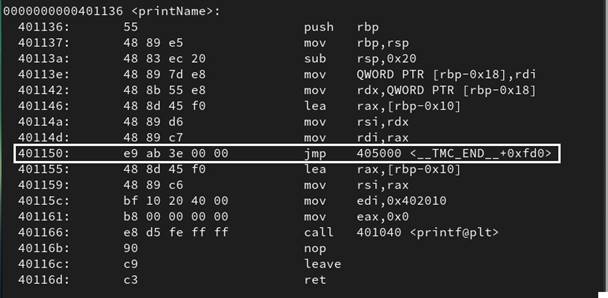 0000000000401136 <printName>:
401136: 55 push rbp
401137: 48 89 e5 mov rbp,rsp
40113a: 48 83 ec 20 sub rsp,0x20
40113e: 48 89 7d e8 mov QWORD PTR [rbp-0x18],rdi
401142: 48 8b 55 e8 mov rdx,QWORD PTR [rbp-0x18]
401146: 48 8d 45 f0 lea rax,[rbp-0x10]
40114a: 48 89 d6 mov rsi,rdx
40114d: 48 89 c7 mov rdi,rax
401150: e9 ab 3e 00 00 jmp 405000 <__TMC_END__+0xfd0>
401155: 48 8d 45 f0 lea rax,[rbp-0x10]
401159: 48 89 c6 mov rsi,rax
40115c: bf 10 20 40 00 mov edi,0x402010
401161: b8 00 00 00 00 mov eax,0x0
401166: e8 d5 fe ff ff call 401040 <printf@plt>
40116b: 90 nop
40116c: c9 leave
40116d: c3 ret